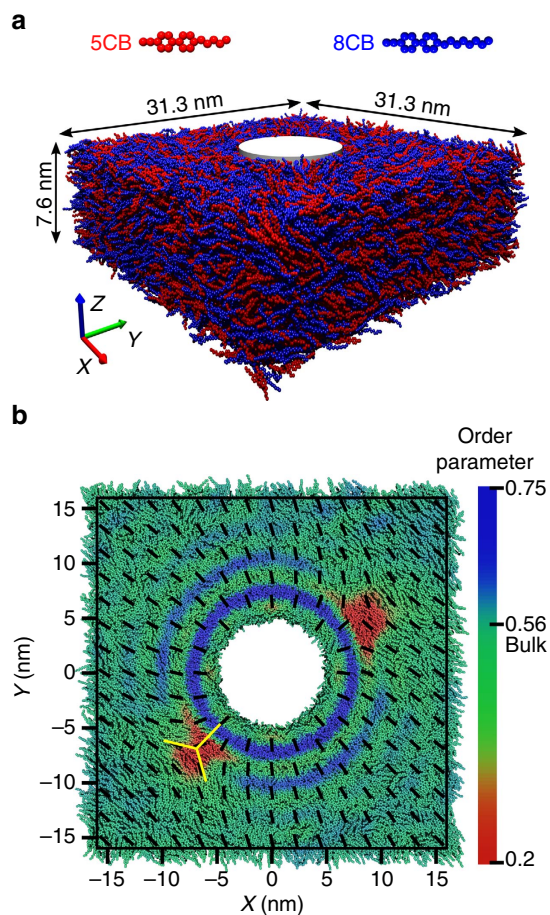 a
5CB
8CB
31.3 nm
31.3 nm
7.6 nm
Z
Y
X
b
Order
parameter
15
10
5
0
−5
−10
−15
Y (nm)
−15
−10
−5
0
5
10
15
X (nm)
0.75
0.56
Bulk
0.2